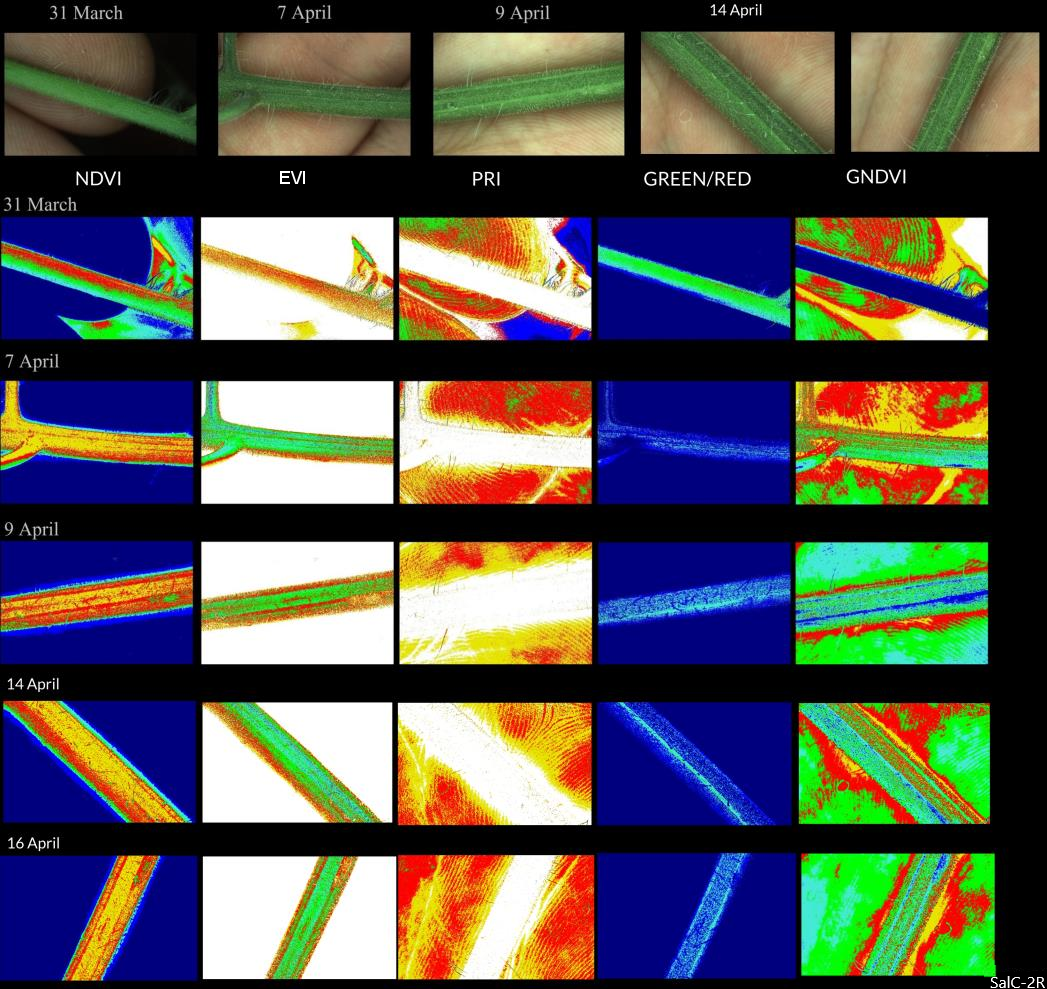 31 March 7 April 9 April 14 April
NDVI EVI PRI GREEN/RED GNDVI
31 March
7 April
9 April
14 April
16 April
SalC-2R